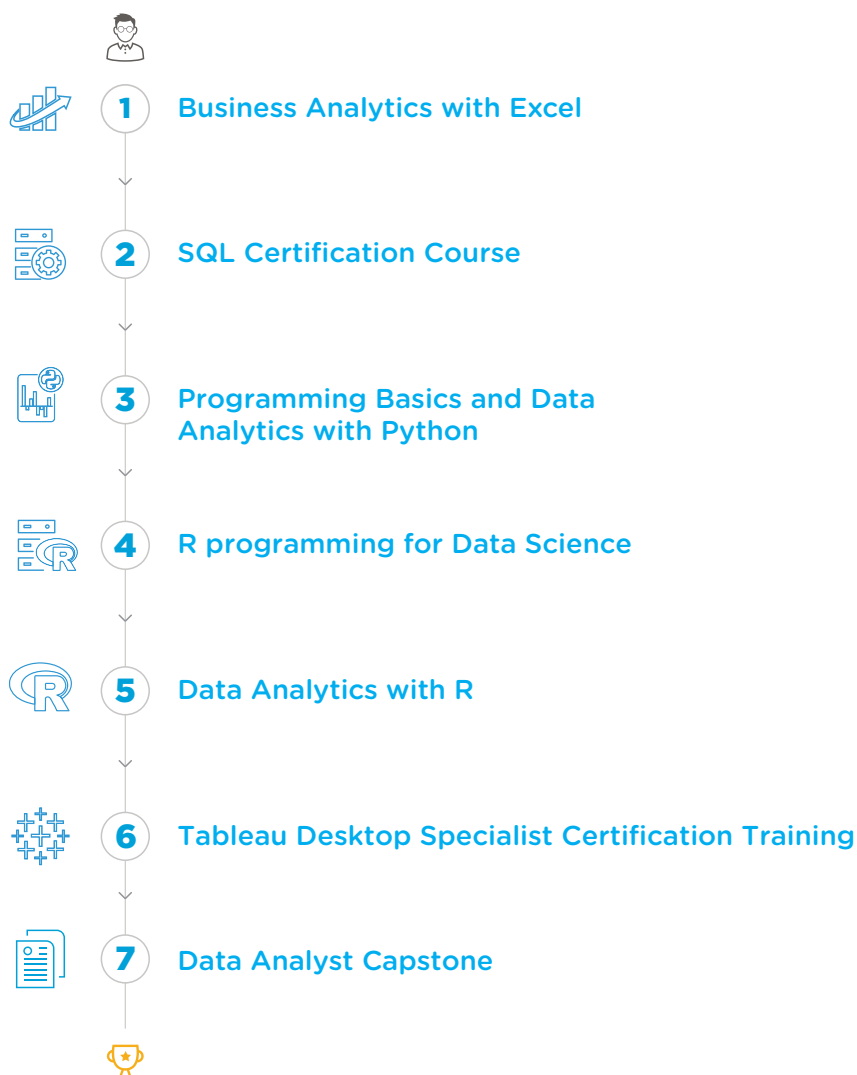 1 Business Analytics with Excel
2 SQL Certification Course
3 Programming Basics and Data
Analytics with Python
4 R programming for Data Science
R
5 Data Analytics with R
R
6 Tableau Desktop Specialist Certification Training
7 Data Analyst Capstone